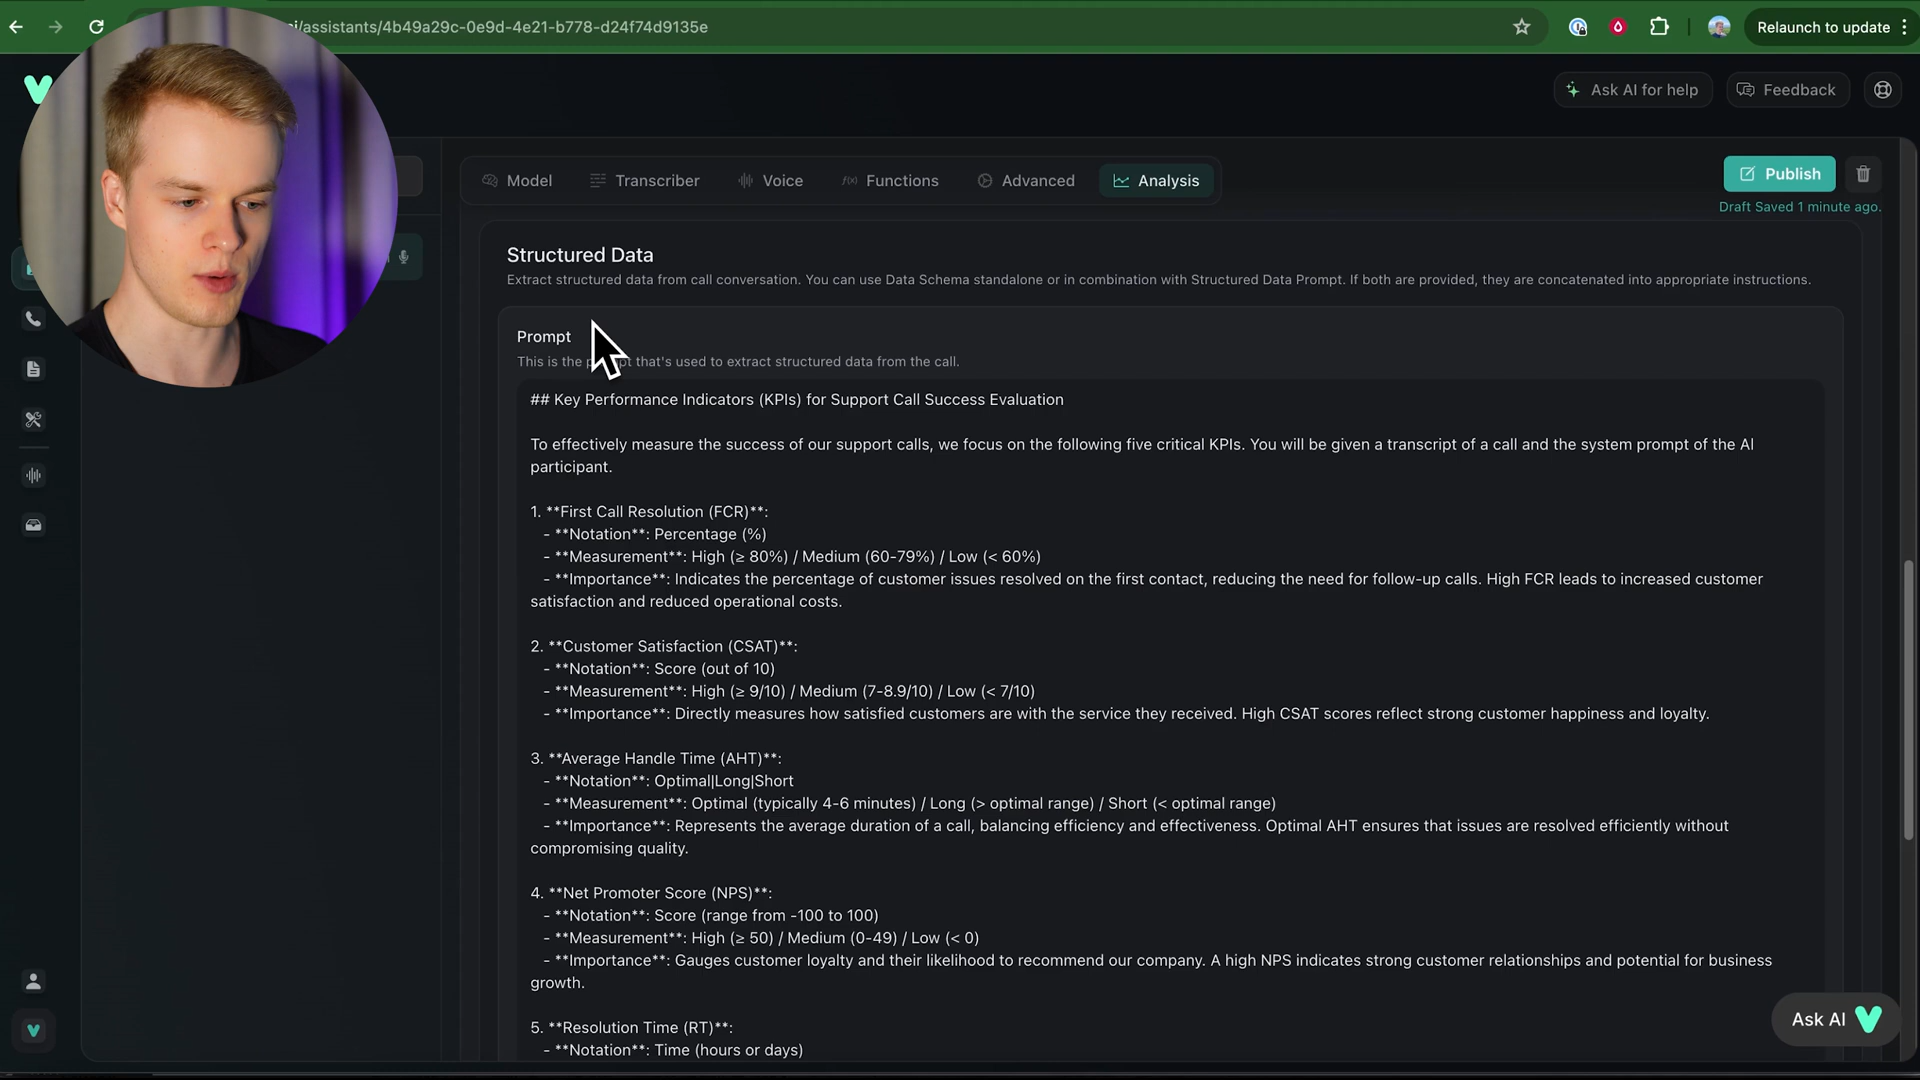 i/assistants/4b49a29c-0e9d-4e21-b778-d24f74d9135e
Relaunch to update
Ask AI for help
Feedback
Model
Transcriber
Voice
Functions
Advanced
Analysis
Publish
Draft Saved 1 minute ago.
Structured Data
Extract structured data from call conversation. You can use Data Schema standalone or in combination with Structured Data Prompt. If both are provided, they are concatenated into appropriate instructions.
Prompt
This is the pt that's used to extract structured data from the call.
## Key Performance Indicators (KPIs) for Support Call Success Evaluation
To effectively measure the success of our support calls, we focus on the following five critical KPIs. You will be given a transcript of a call and the system prompt of the AI
participant.
1. **First Call Resolution (FCR)**:
- **Notation**: Percentage (%)
- **Measurement**: High (≥ 80%) / Medium (60-79%) / Low (< 60%)
- **Importance**: Indicates the percentage of customer issues resolved on the first contact, reducing the need for follow-up calls. High FCR leads to increased customer
satisfaction and reduced operational costs.
2. **Customer Satisfaction (CSAT)**:
- **Notation**: Score (out of 10)
- **Measurement**: High (≥ 9/10) / Medium (7-8.9/10) / Low (< 7/10)
- **Importance**: Directly measures how satisfied customers are with the service they received. High CSAT scores reflect strong customer happiness and loyalty.
3. **Average Handle Time (AHT)**:
- **Notation**: Optimal|Long|Short
- **Measurement**: Optimal (typically 4-6 minutes) / Long (> optimal range) / Short (< optimal range)
- **Importance**: Represents the average duration of a call, balancing efficiency and effectiveness. Optimal AHT ensures that issues are resolved efficiently without
compromising quality.
4. **Net Promoter Score (NPS)**:
- **Notation**: Score (range from -100 to 100)
- **Measurement**: High (≥ 50) / Medium (0-49) / Low (< 0)
- **Importance**: Gauges customer loyalty and their likelihood to recommend our company. A high NPS indicates strong customer relationships and potential for business
growth.
5. **Resolution Time (RT)**:
- **Notation**: Time (hours or days)
Ask AI